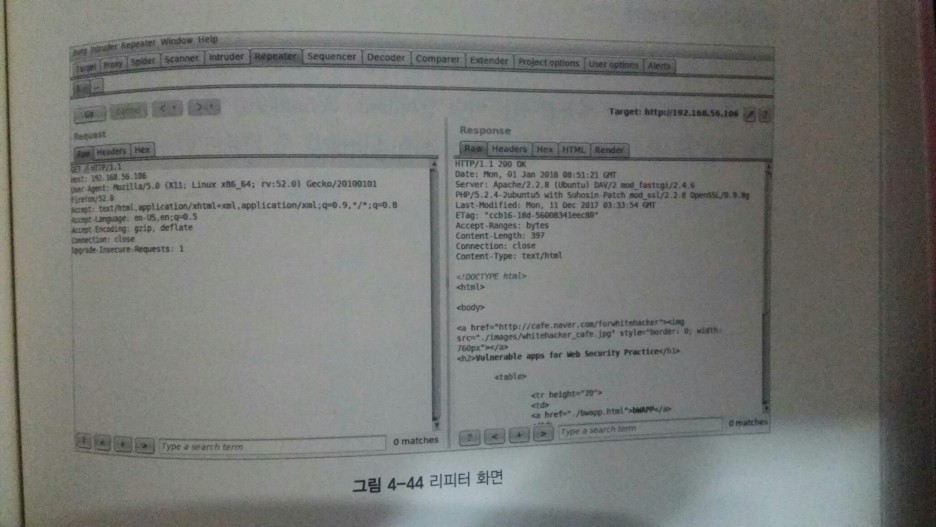 Burp Intruder Repeater Window Help
Target Proxy Spider Scanner Intruder Repeater Sequencer Decoder Comparer Extender Project options User options Alerts
Go Cancel < >
Target: http://192.168.56.106
Request
Raw Headers Hex
GET / HTTP/1.1
Host: 192.168.56.106
User-Agent: Mozilla/5.0 (X11; Linux x86_64; rv:52.0) Gecko/20100101
Firefox/52.0
Accept: text/html,application/xhtml+xml,application/xml;q=0.9,*/*;q=0.8
Accept-Language: en-US,en;q=0.5
Accept-Encoding: gzip, deflate
Connection: close
Upgrade-Insecure-Requests: 1
? < + > Type a search term 0 matches
Response
Raw Headers Hex HTML Render
HTTP/1.1 200 OK
Date: Mon, 01 Jan 2018 08:51:21 GMT
Server: Apache/2.2.8 (Ubuntu) DAV/2 mod_fastcgi/2.4.6
PHP/5.2.4-2ubuntu5 with Suhosin-Patch mod_ssl/2.2.8 OpenSSL/0.9.8g
Last-Modified: Mon, 11 Dec 2017 03:33:54 GMT
ETag: "ccb16-18d-56008341eec80"
Accept-Ranges: bytes
Content-Length: 397
Connection: close
Content-Type: text/html
<!DOCTYPE html>
<html>
<body>
<a href="http://cafe.naver.com/forwhitehacker"><img
src="./images/whitehacker_cafe.jpg" style="border: 0; width:
760px"></a>
<h2>Vulnerable apps for Web Security Practice</h1>
<table>
<tr height="70">
<td>
<a href="./bwapp.html">bWAPP</a>
? < + > Type a search term 0 matches
그림 4-44 리피터 화면